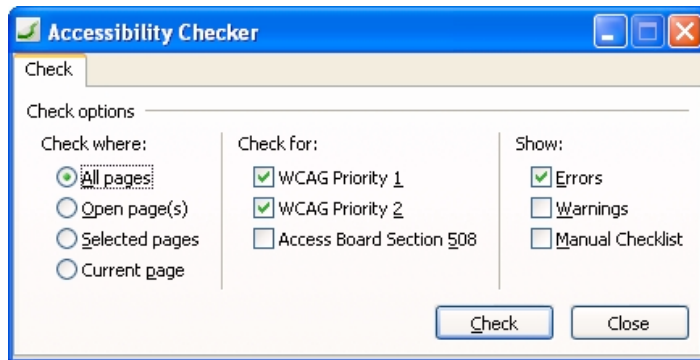 Accessibility Checker
Check
Check options
Check where:
All pages
Open page(s)
Selected pages
Current page
Check for:
WCAG Priority 1
WCAG Priority 2
Access Board Section 508
Show:
Errors
Warnings
Manual Checklist
Check
Close